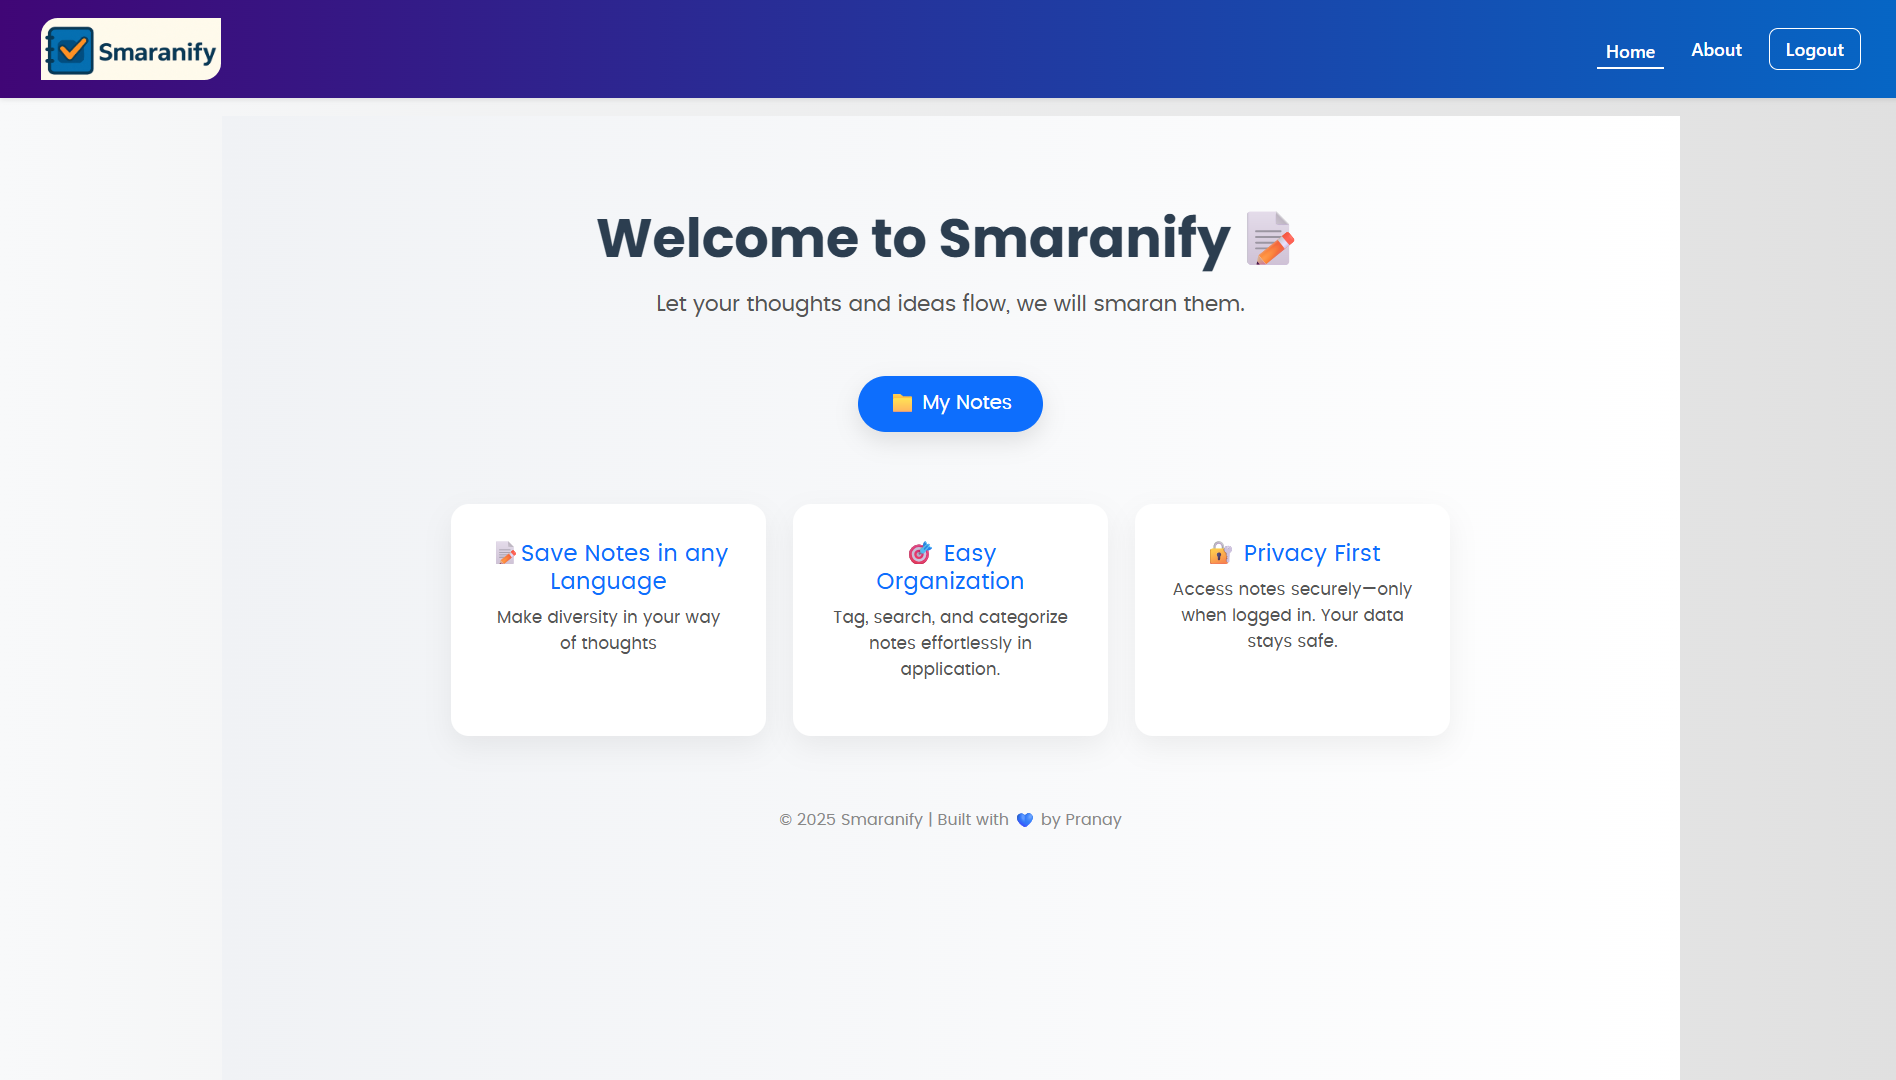 Smaranify
Home
About
Logout
Welcome to Smaranify
Let your thoughts and ideas flow, we will smaran them.
My Notes
Save Notes in any
Language
Make diversity in your way
of thoughts
Easy
Organization
Tag, search, and categorize
notes effortlessly in
application.
Privacy First
Access notes securely—only
when logged in. Your data
stays safe.
© 2025 Smaranify | Built with 💙 by Pranay